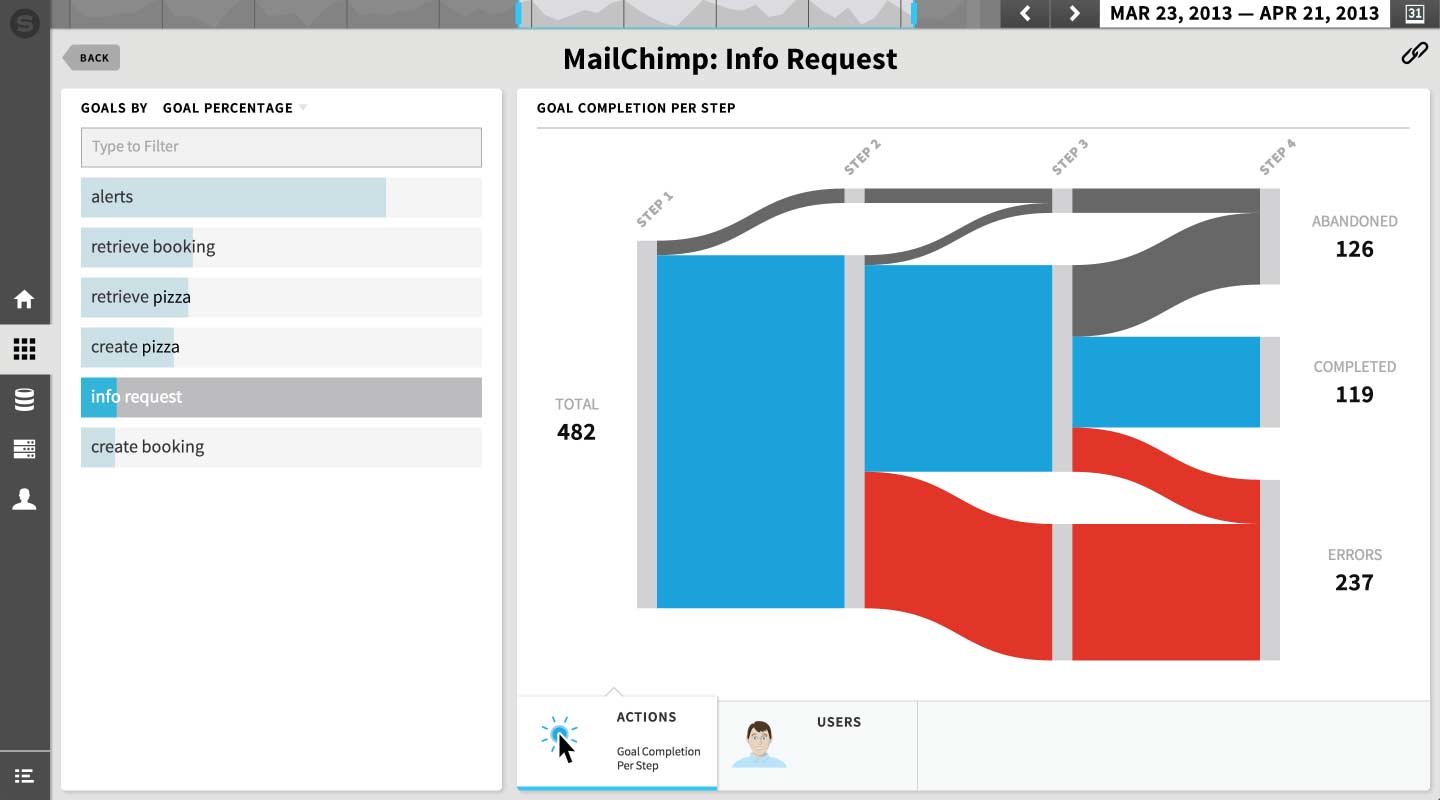 S
MAR 23, 2013 — APR 21, 2013
31
BACK
MailChimp: Info Request
GOALS BY GOAL PERCENTAGE
Type to Filter
alerts
retrieve booking
retrieve pizza
create pizza
info request
create booking
GOAL COMPLETION PER STEP
STEP 1
STEP 2
STEP 3
STEP 4
TOTAL
482
ABANDONED
126
COMPLETED
119
ERRORS
237
ACTIONS
Goal Completion
Per Step
USERS